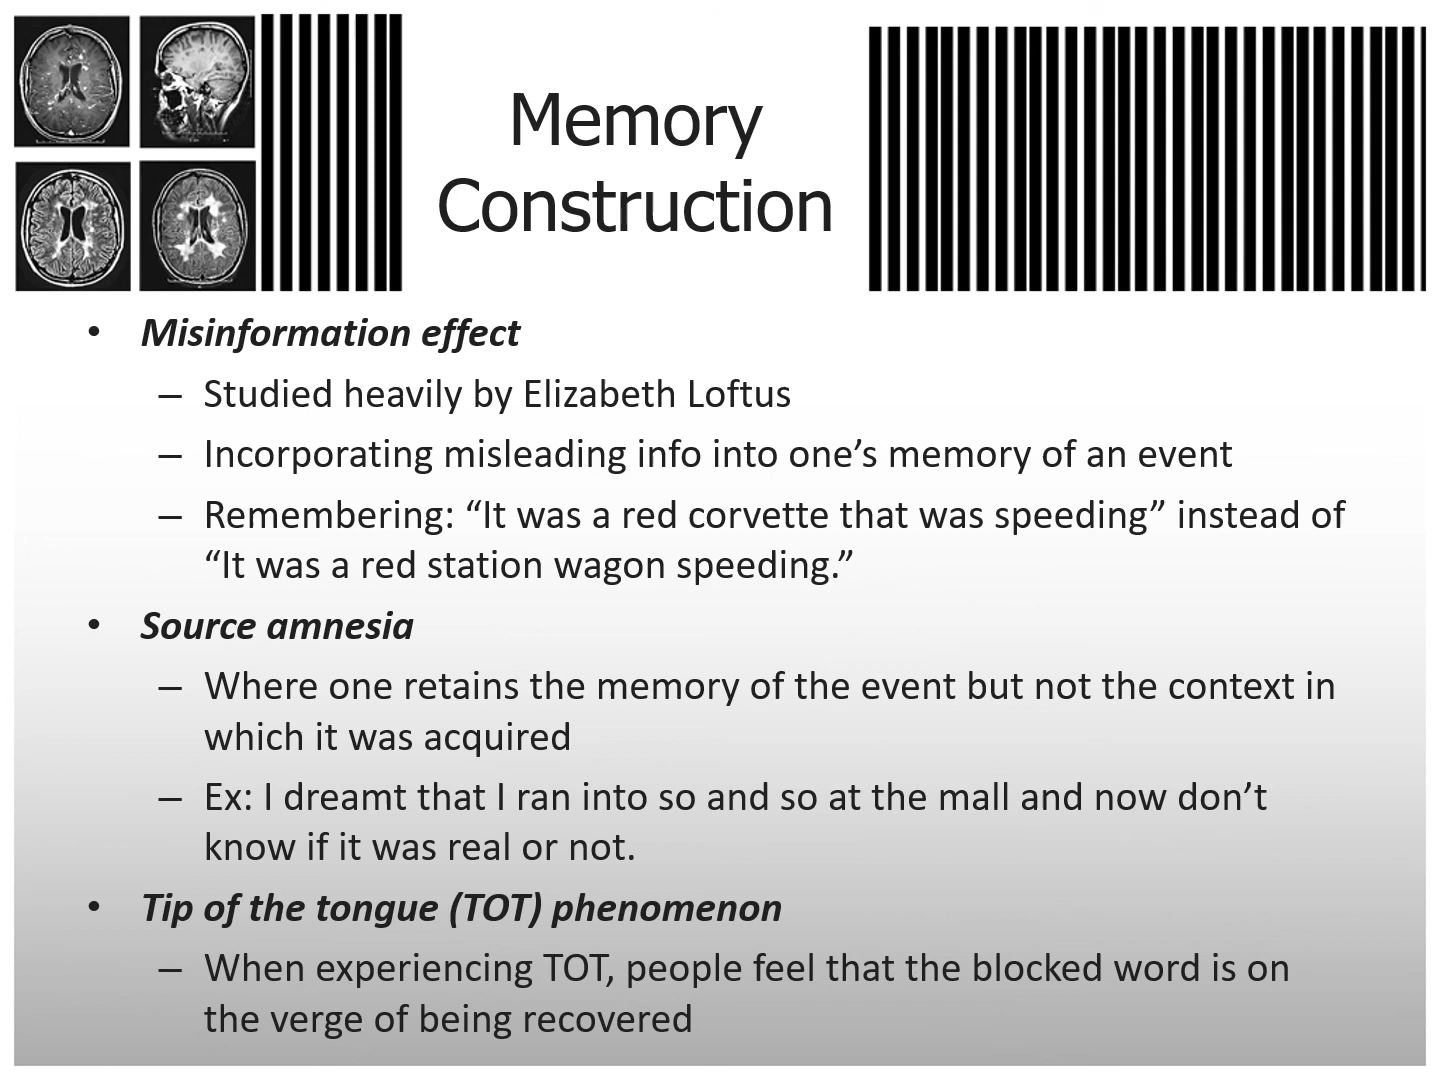 Memory
Construction
• Misinformation effect
– Studied heavily by Elizabeth Loftus
– Incorporating misleading info into one’s memory of an event
– Remembering: “It was a red corvette that was speeding” instead of
“It was a red station wagon speeding.”
• Source amnesia
– Where one retains the memory of the event but not the context in
which it was acquired
– Ex: I dreamt that I ran into so and so at the mall and now don’t
know if it was real or not.
• Tip of the tongue (TOT) phenomenon
– When experiencing TOT, people feel that the blocked word is on
the verge of being recovered